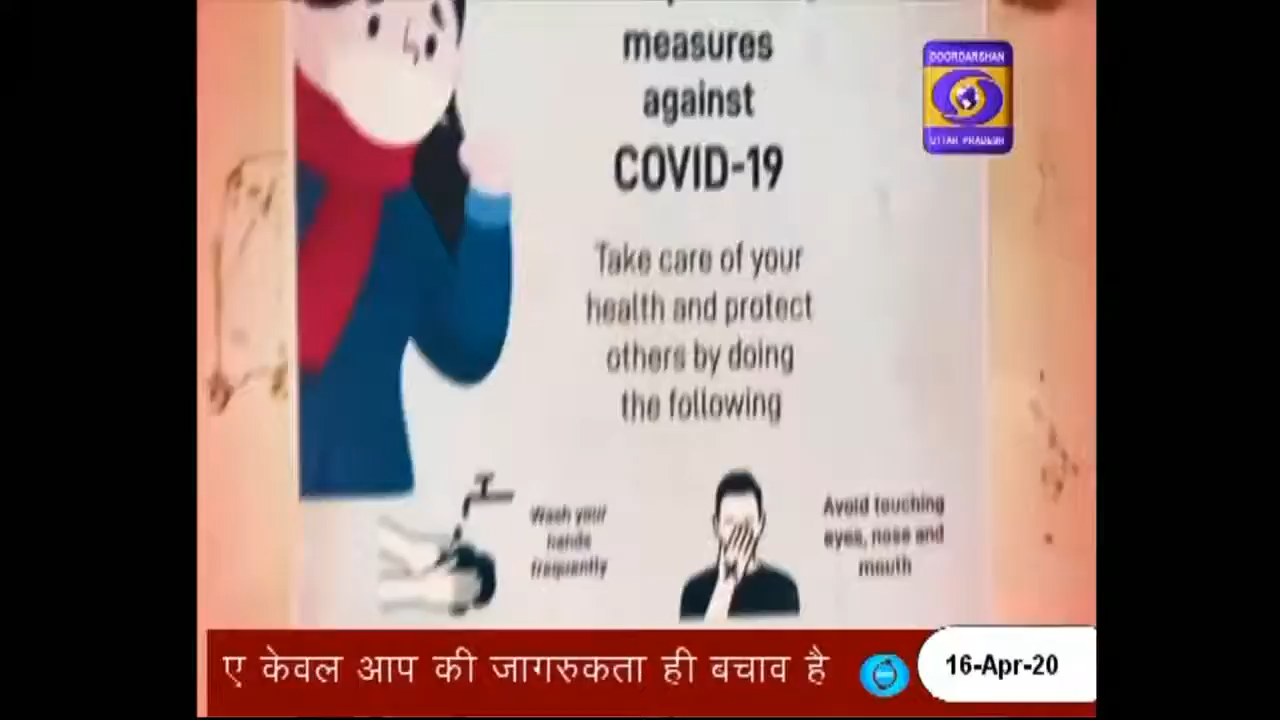 measures
against
COVID-19
Take care of your
health and protect
others by doing
the following
Wash your
hands
frequently
Avoid touching
eyes, nose and
mouth
DOORDARSHAN
UTTAR PRADESH
ए केवल आप की जागरुकता ही बचाव है
16-Apr-20